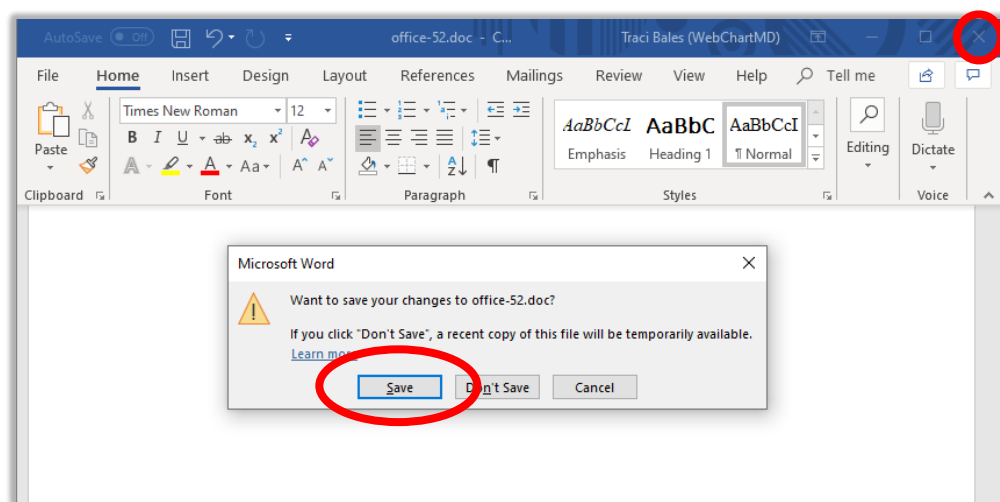 AutoSave Off office-52.doc - C... Traci Bales (WebChartMD)
File Home Insert Design Layout References Mailings Review View Help Tell me
Times New Roman 12
Paste B I U ab x₂ x² A
A A Aa A A A Z ¶
AaBbCcI AaBbC AaBbCcI
Emphasis Heading 1 ¶ Normal
Editing Dictate
Clipboard Font Paragraph Styles Voice
Microsoft Word
Want to save your changes to office-52.doc?
If you click "Don't Save", a recent copy of this file will be temporarily available.
Learn more
Save Don't Save Cancel